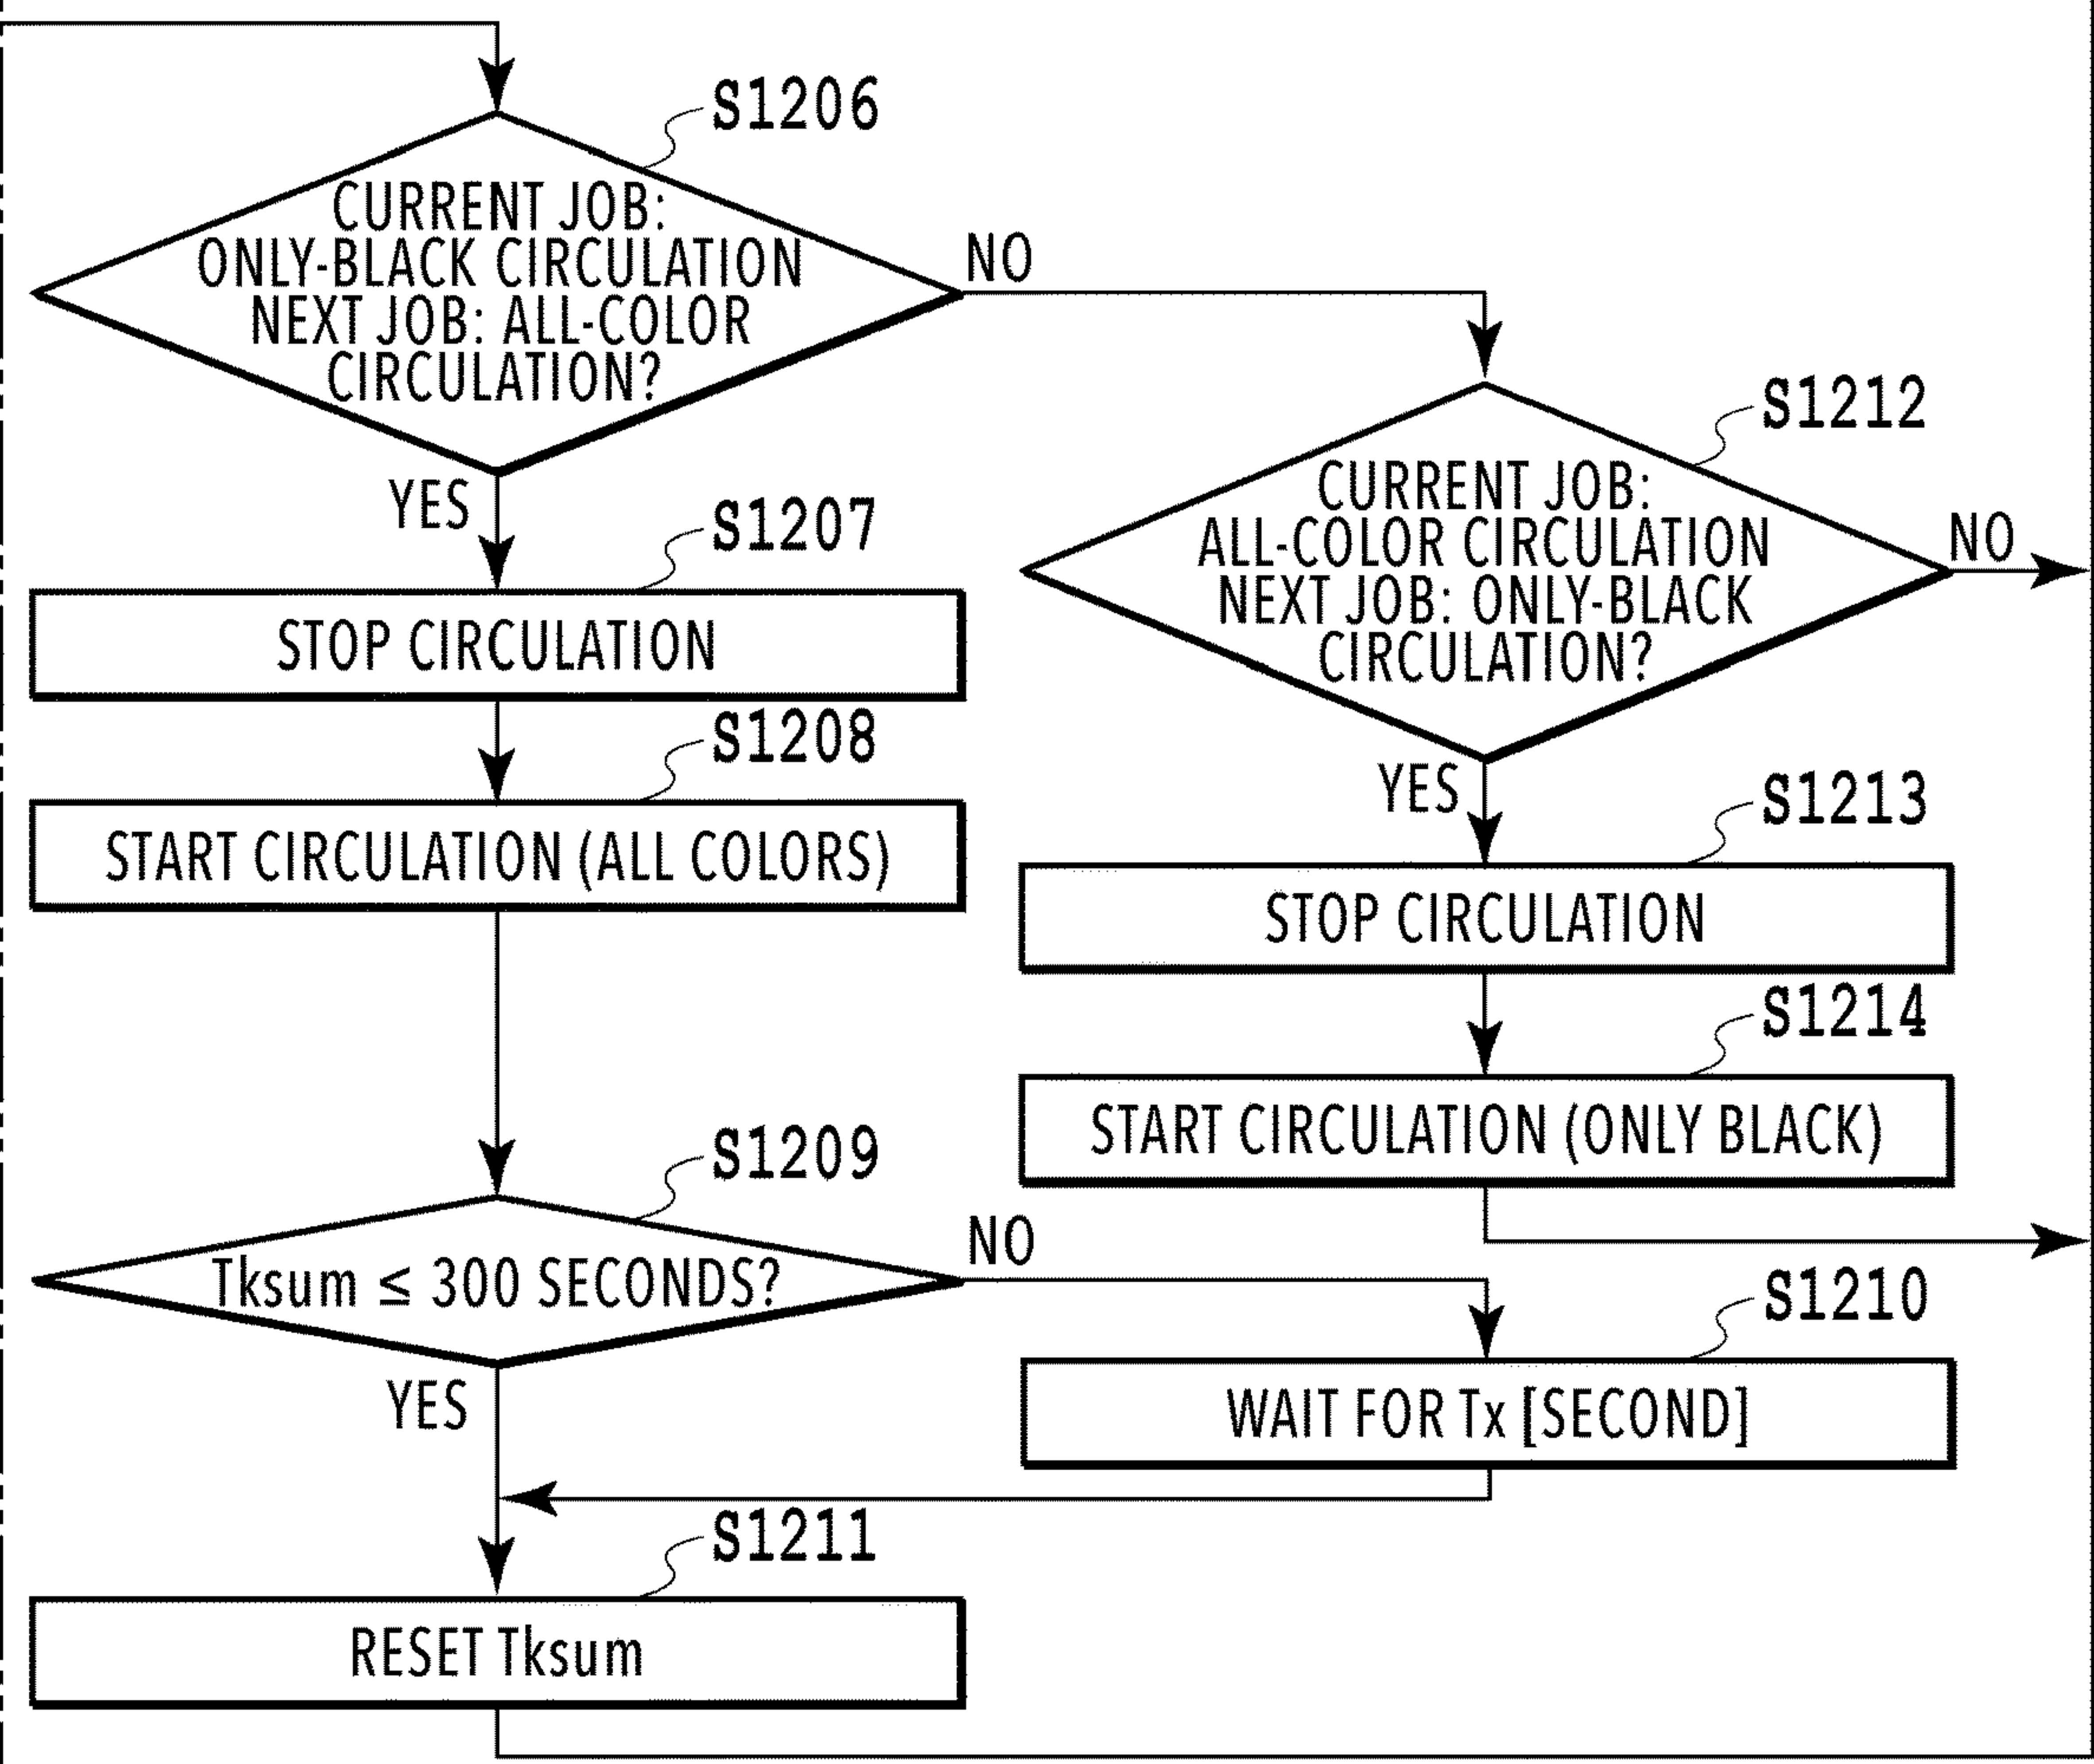 S1206
CURRENT JOB:
ONLY-BLACK CIRCULATION
NEXT JOB: ALL-COLOR
CIRCULATION?
NO
YES
S1207
STOP CIRCULATION
S1208
START CIRCULATION (ALL COLORS)
S1209
Tksum ≤ 300 SECONDS?
NO
YES
S1212
CURRENT JOB:
ALL-COLOR CIRCULATION
NEXT JOB: ONLY-BLACK
CIRCULATION?
NO
YES
S1213
STOP CIRCULATION
S1214
START CIRCULATION (ONLY BLACK)
S1210
WAIT FOR Tx [SECOND]
S1211
RESET Tksum